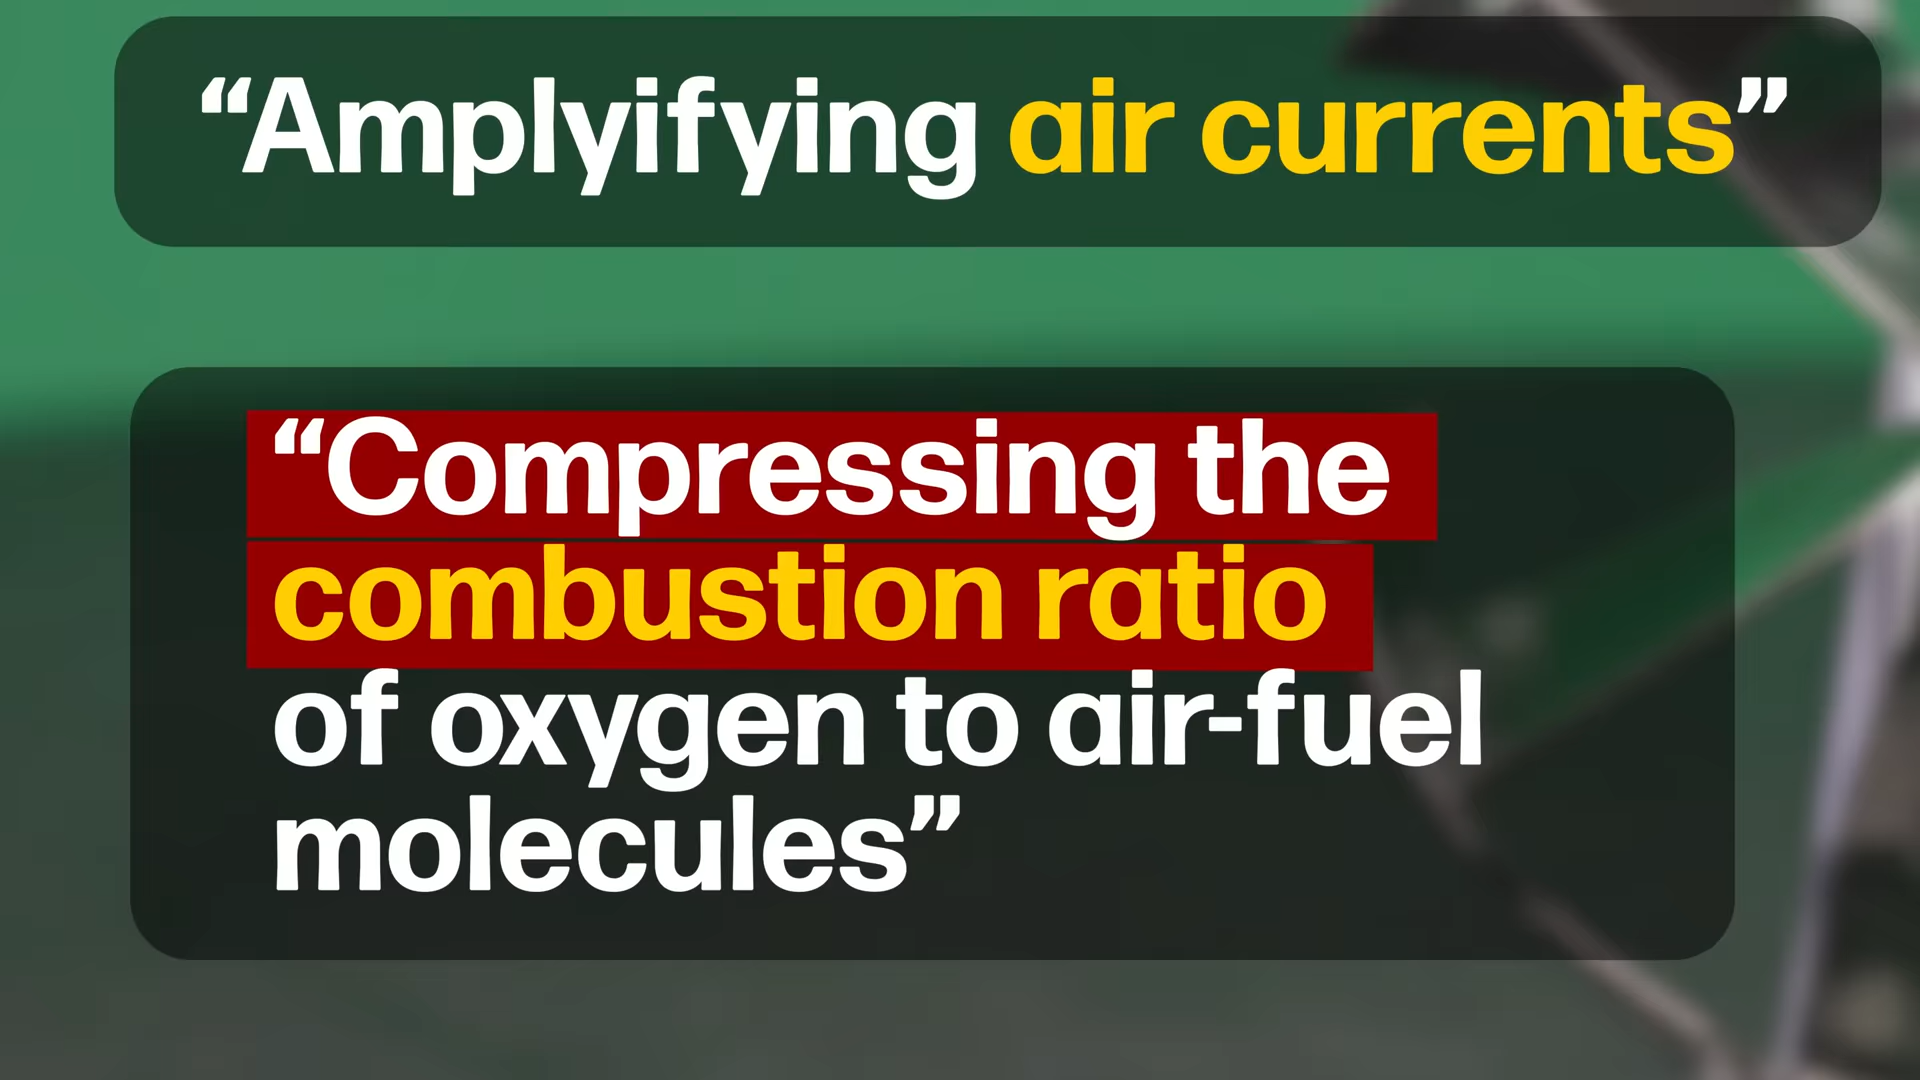 “Amplyifying air currents”
“Compressing the
combustion ratio
of oxygen to air-fuel
molecules”